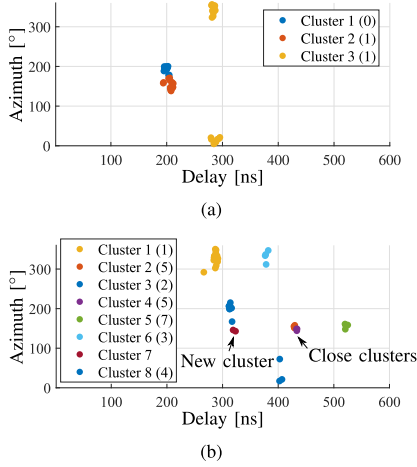 Azimuth [°]
300
200
100
0
Cluster 1 (0)
Cluster 2 (1)
Cluster 3 (1)
100 200 300 400 500 600
Delay [ns]
(a)
Azimuth [°]
300
200
100
0
Cluster 1 (1)
Cluster 2 (5)
Cluster 3 (2)
Cluster 4 (5)
Cluster 5 (7)
Cluster 6 (3)
Cluster 7
Cluster 8 (4)
New cluster
Close clusters
100 200 300 400 500 600
Delay [ns]
(b)